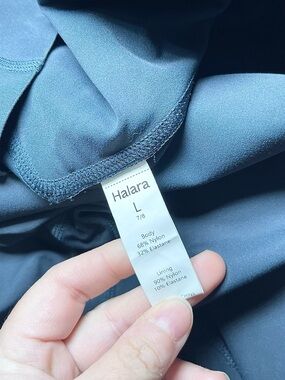 Halara
L
7/8
Body
68% Nylon
32% Elastane
Lining
90% Nylon
10% Elastane